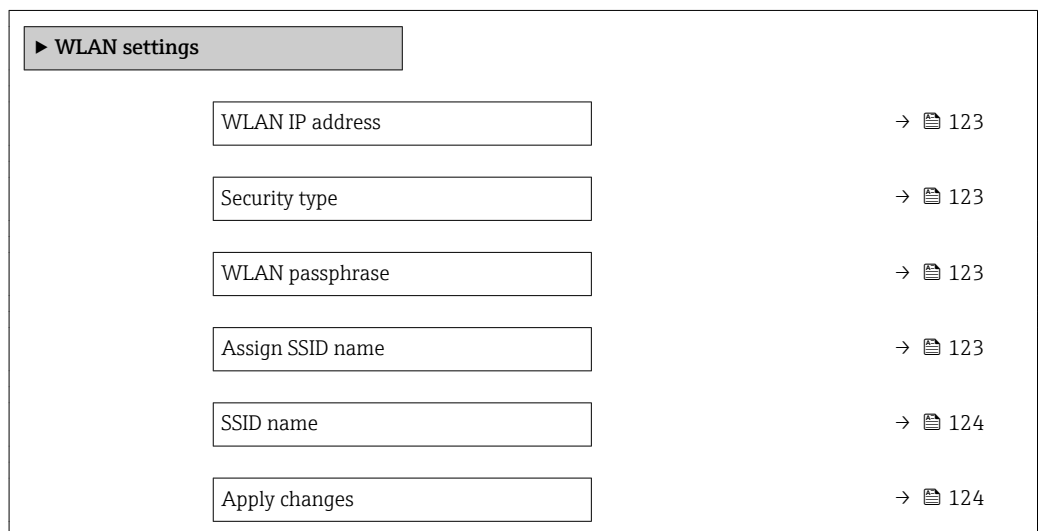 ▶ WLAN settings
WLAN IP address → 123
Security type → 123
WLAN passphrase → 123
Assign SSID name → 123
SSID name → 124
Apply changes → 124